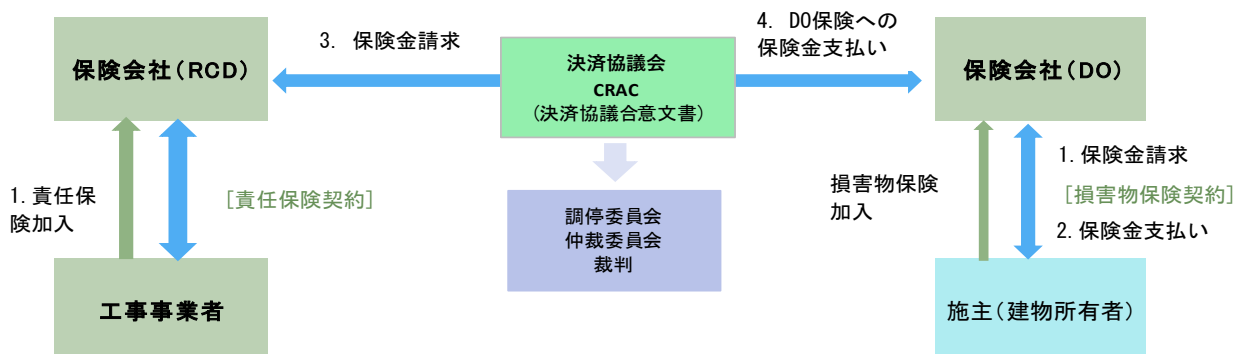 保険会社(RCD)
3. 保険金請求
決済協議会
CRAC
(決済協議合意文書)
4. DO保険への
保険金支払い
保険会社(DO)
1.責任保
険加入
[責任保険契約]
調停委員会
仲裁委員会
裁判
損害物保険
加入
1.保険金請求
[損害物保険契約]
2.保険金支払い
工事事業者
施主(建物所有者)